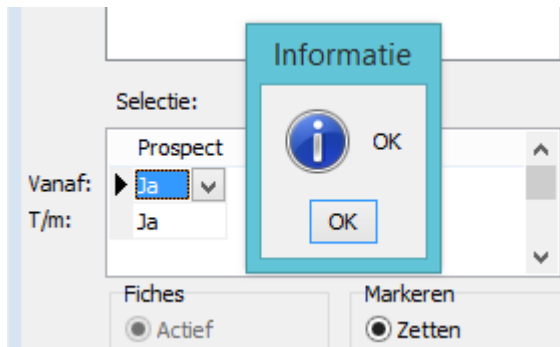 Informatie
OK
OK
Selectie:
Prospect
Vanaf: Ja
T/m: Ja
Fiches
Actief
Markeren
Zetten